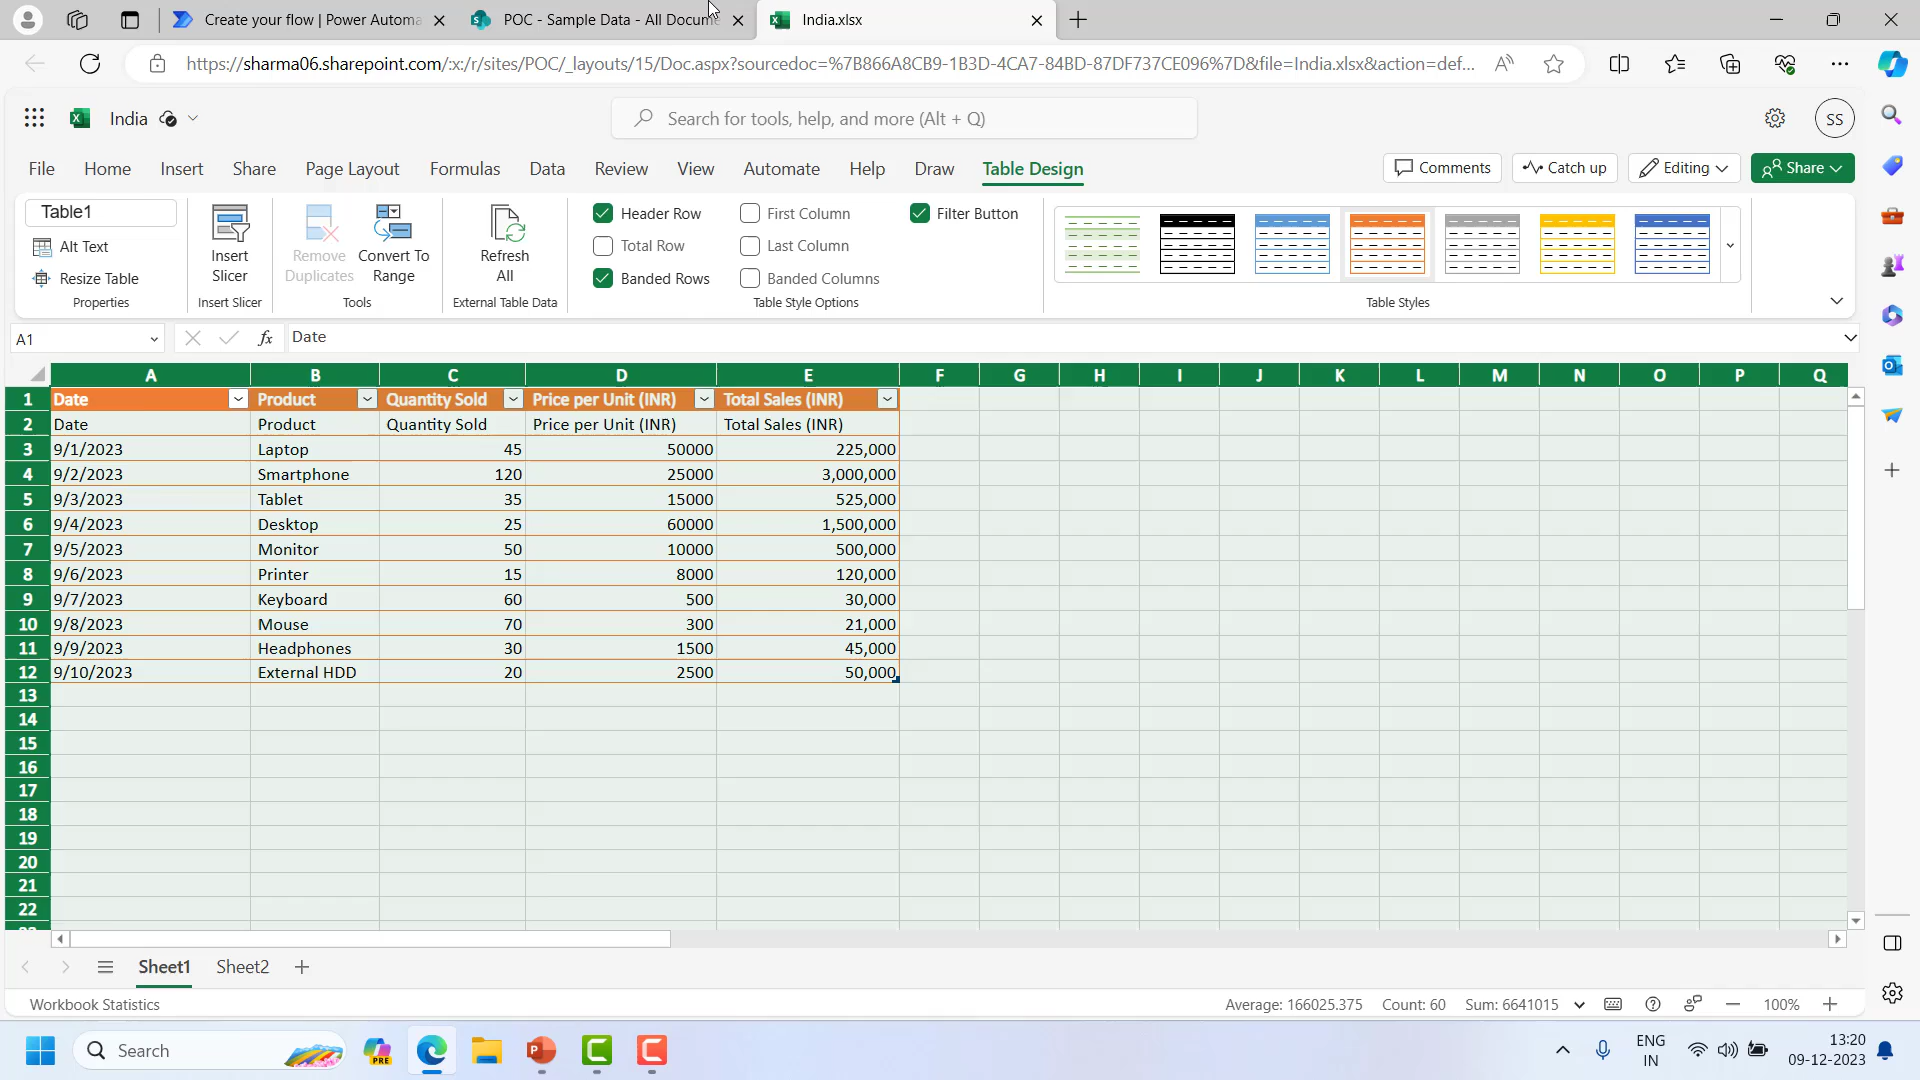 Create your flow | Power Automa
POC - Sample Data - All Docume
India.xlsx
https://sharma06.sharepoint.com/:x:/r/sites/POC/_layouts/15/Doc.aspx?sourcedoc=%7B866A8CB9-1B3D-4CA7-84BD-87DF737CE096%7D&file=India.xlsx&action=def...
India
Search for tools, help, and more (Alt + Q)
SS
File Home Insert Share Page Layout Formulas Data Review View Automate Help Draw Table Design
Comments Catch up Editing Share
Table1
Alt Text
Resize Table
Properties
Insert Slicer
Insert Slicer
Remove Duplicates
Convert To Range
Tools
Refresh All
External Table Data
Header Row First Column Filter Button
Total Row Last Column
Banded Rows Banded Columns
Table Style Options
Table Styles
A1 fx Date
A B C D E F G H I J K L M N O P Q
1 Date Product Quantity Sold Price per Unit (INR) Total Sales (INR)
2 Date Product Quantity Sold Price per Unit (INR) Total Sales (INR)
3 9/1/2023 Laptop 45 50000 225,000
4 9/2/2023 Smartphone 120 25000 3,000,000
5 9/3/2023 Tablet 35 15000 525,000
6 9/4/2023 Desktop 25 60000 1,500,000
7 9/5/2023 Monitor 50 10000 500,000
8 9/6/2023 Printer 15 8000 120,000
9 9/7/2023 Keyboard 60 500 30,000
10 9/8/2023 Mouse 70 300 21,000
11 9/9/2023 Headphones 30 1500 45,000
12 9/10/2023 External HDD 20 2500 50,000
13
14
15
16
17
18
19
20
21
22
Sheet1 Sheet2
Workbook Statistics Average: 166025.375 Count: 60 Sum: 6641015 100%
Search
PRE
ENG
IN
13:20
09-12-2023